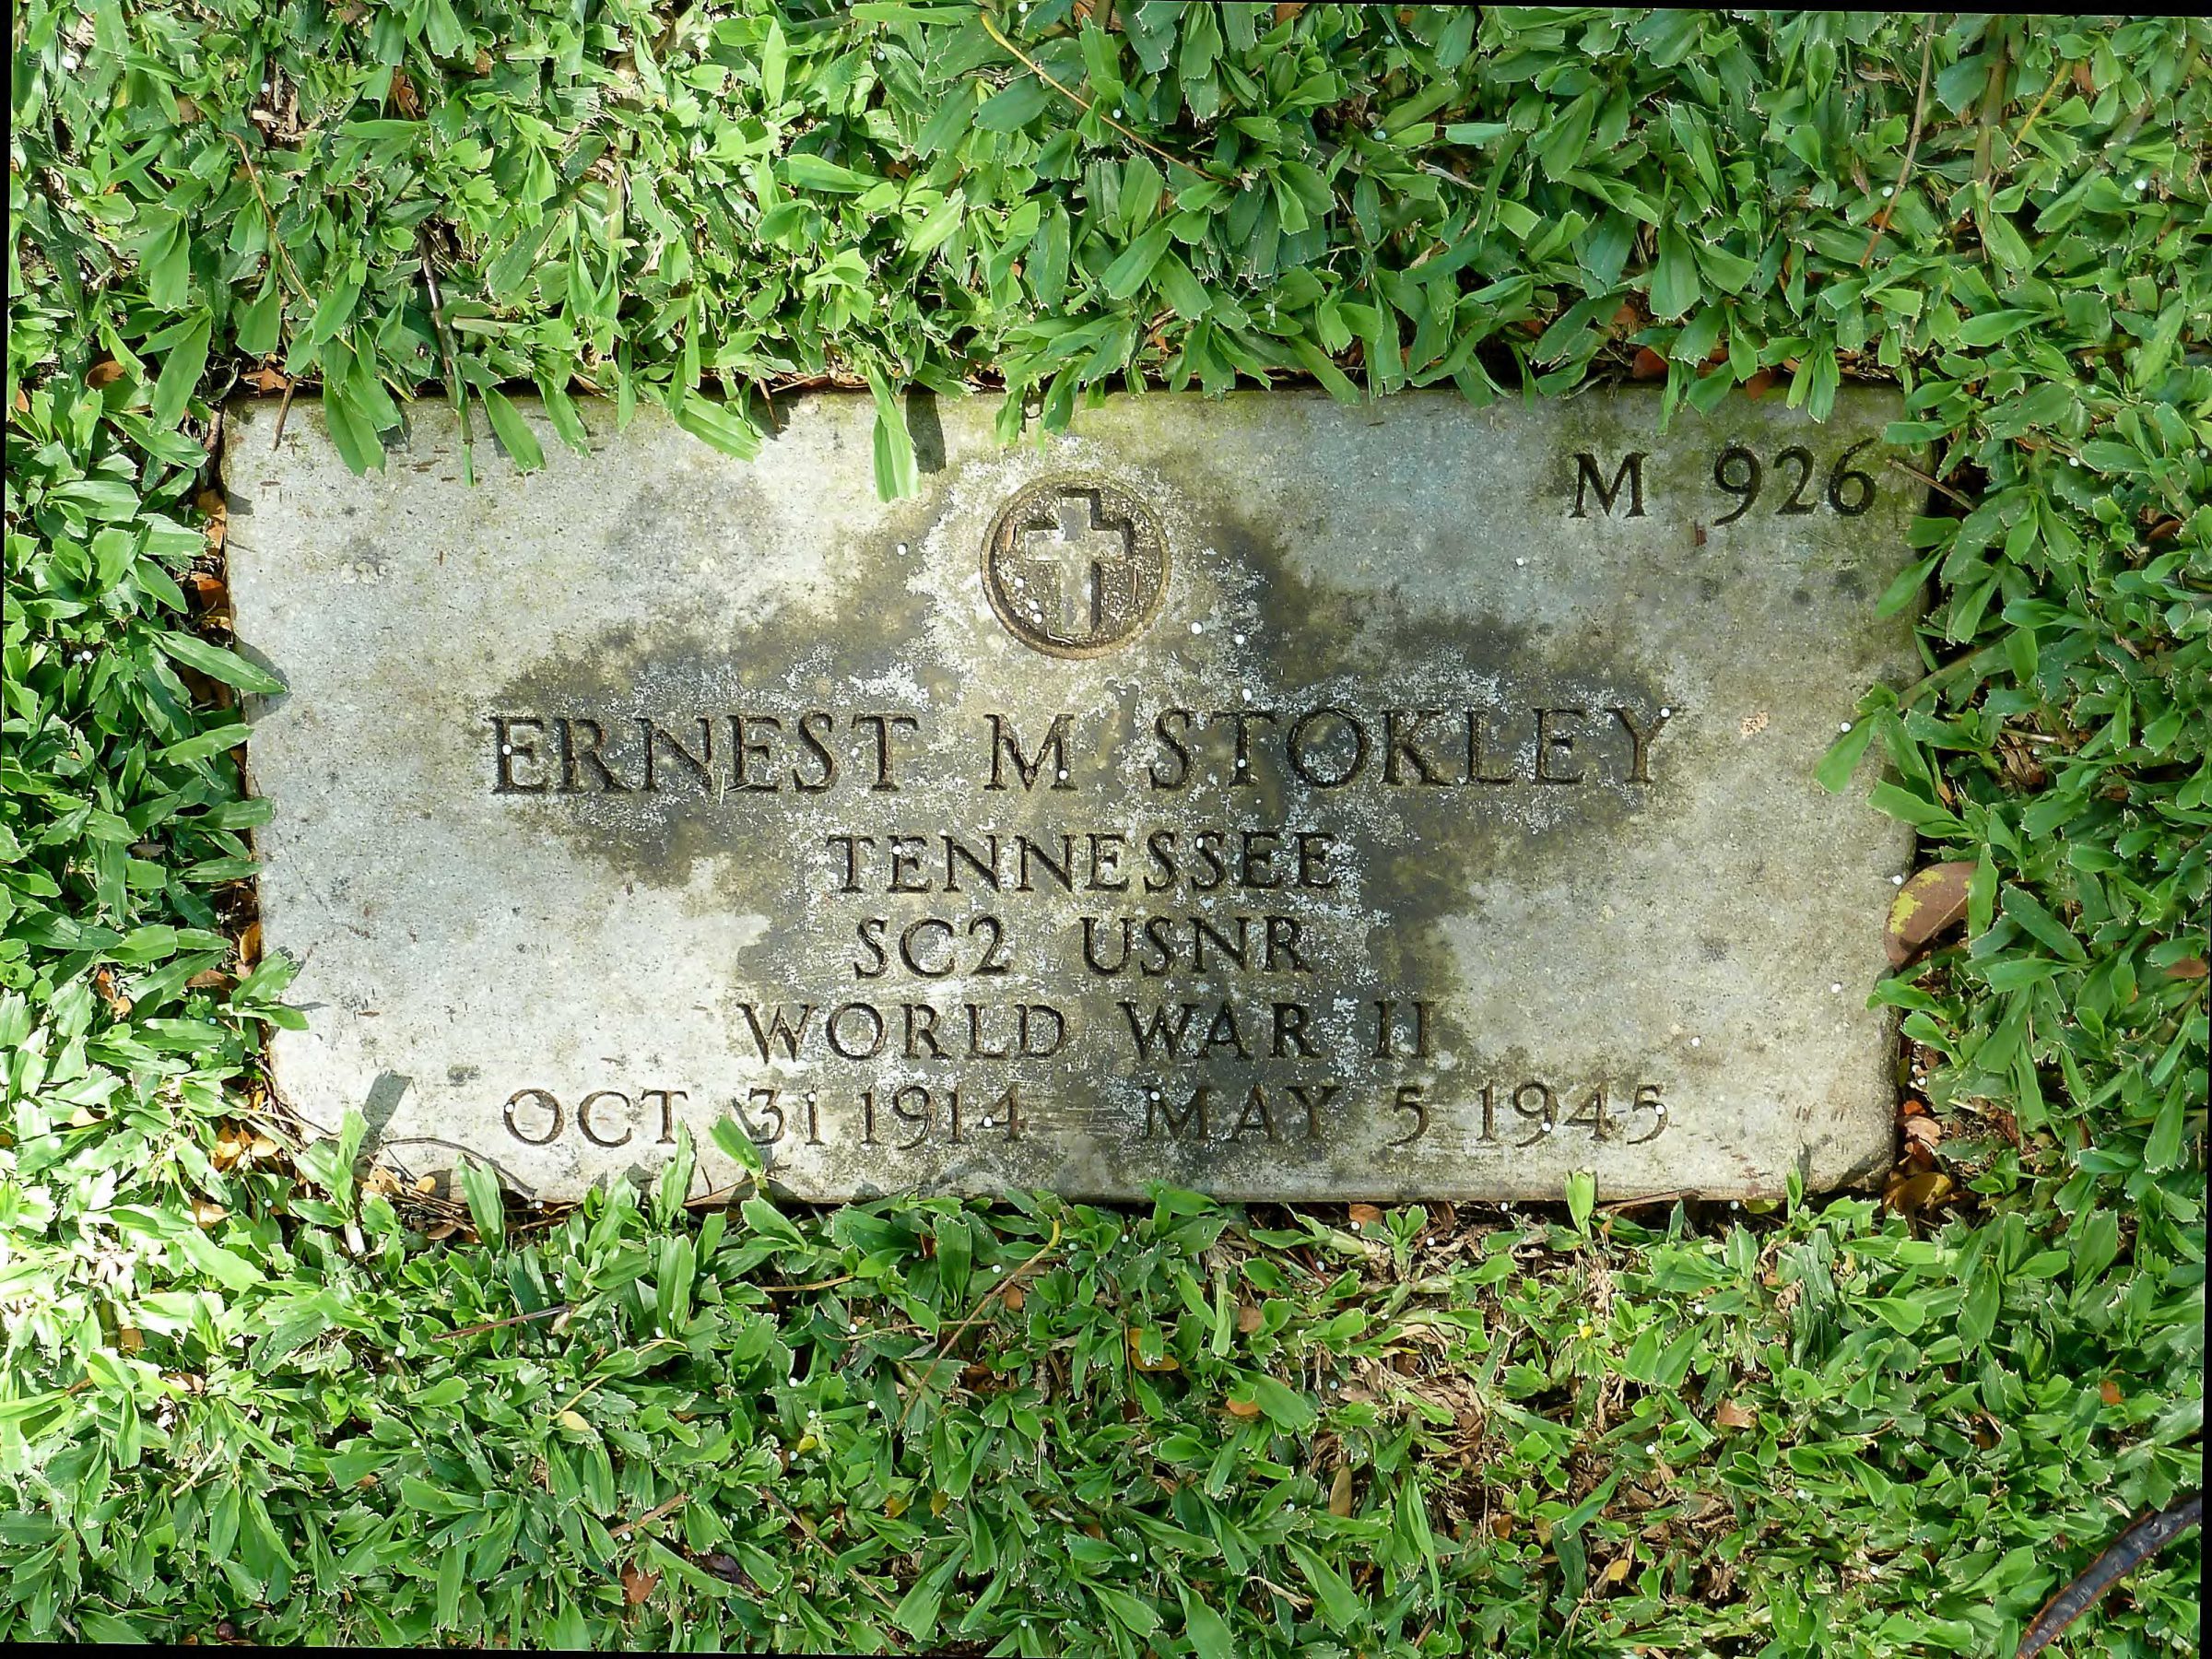 M 926
ERNEST M STOKLEY
TENNESSEE
SC2 USNR
WORLD WAR II
OCT 31 1914 MAY 5 1945